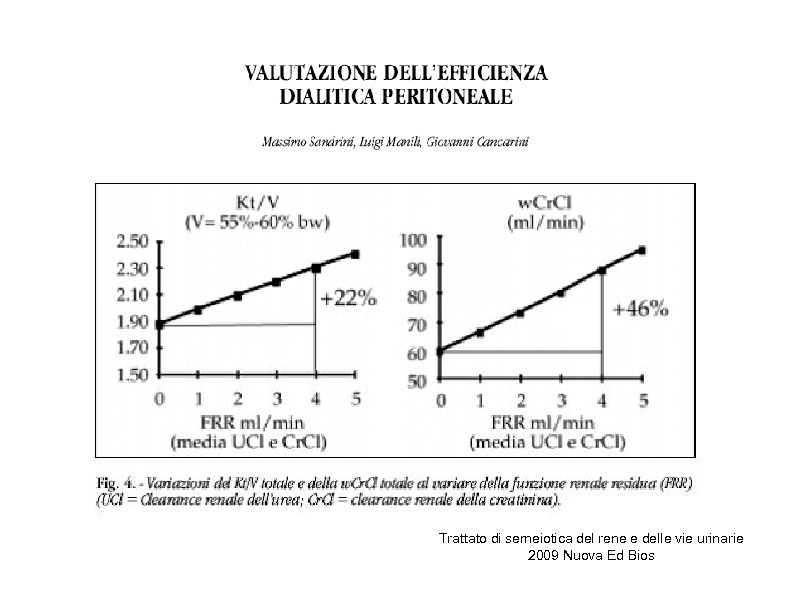 VALUTAZIONE DELL'EFFICIENZA
DIALITICA PERITONEALE
Massimo Sandrini, Luigi Manili, Giovanni Cancarini
Kt/V
(V= 55%-60% bw)
2.50
2.30
2.10
1.90
1.70
1.50
+22%
0 1 2 3 4 5
FRR ml/min
(media UCl e CrCl)
wCrCl
(ml/min)
100
90
80
70
60
50
+46%
0 1 2 3 4 5
FRR ml/min
(media UCl e CrCl)
Fig. 4. - Variazioni del Kt/V totale e della wCrCl totale al variare della funzione renale residua (FRR)
(UCl = Clearance renale dell'urea; CrCl = clearance renale della creatinina).
Trattato di semeiotica del rene e delle vie urinarie
2009 Nuova Ed Bios